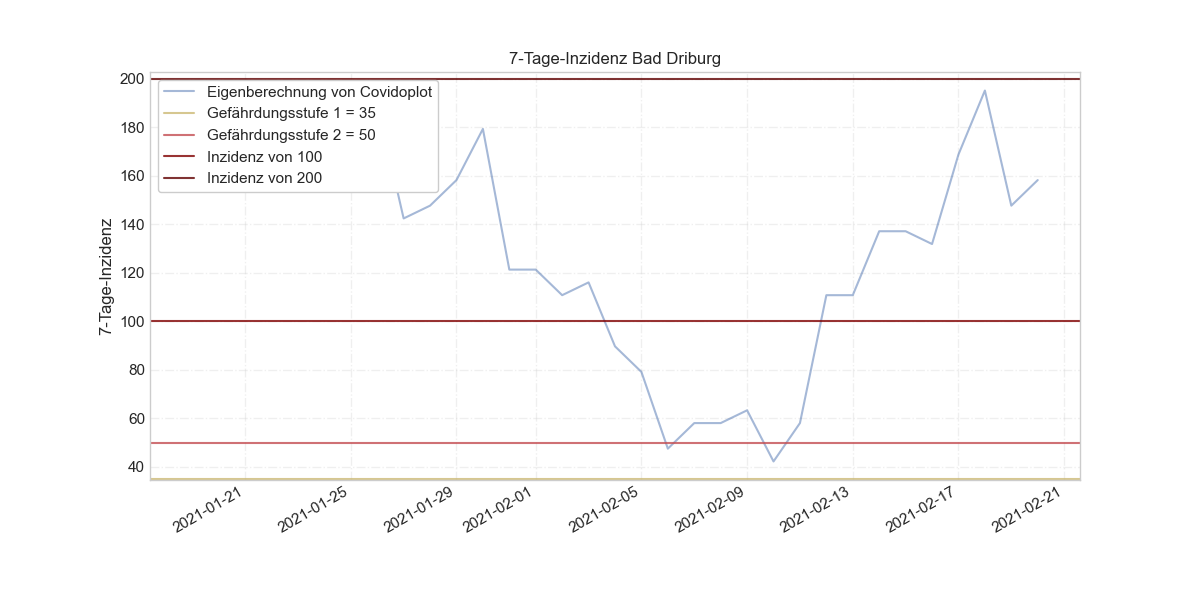 7-Tage-Inzidenz Bad Driburg
7-Tage-Inzidenz
200
180
160
140
120
100
80
60
40
Eigenberechnung von Covidoplot
Gefährdungsstufe 1 = 35
Gefährdungsstufe 2 = 50
Inzidenz von 100
Inzidenz von 200
2021-01-21
2021-01-25
2021-01-29
2021-02-01
2021-02-05
2021-02-09
2021-02-13
2021-02-17
2021-02-21